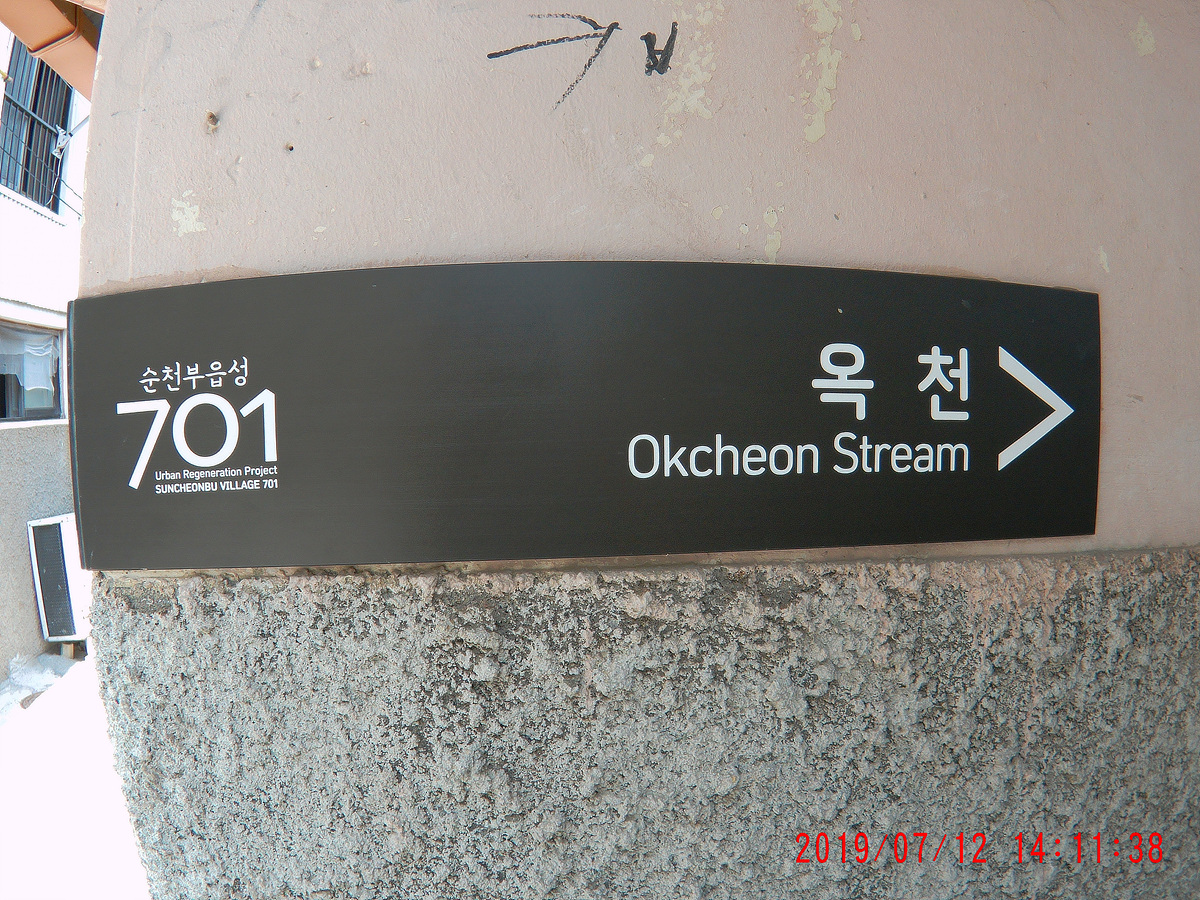 순천부읍성
701
Urban Regeneration Project
SUNCHEONBU VILLAGE 701
옥 천
Okcheon Stream
2019/07/12 14:11:38